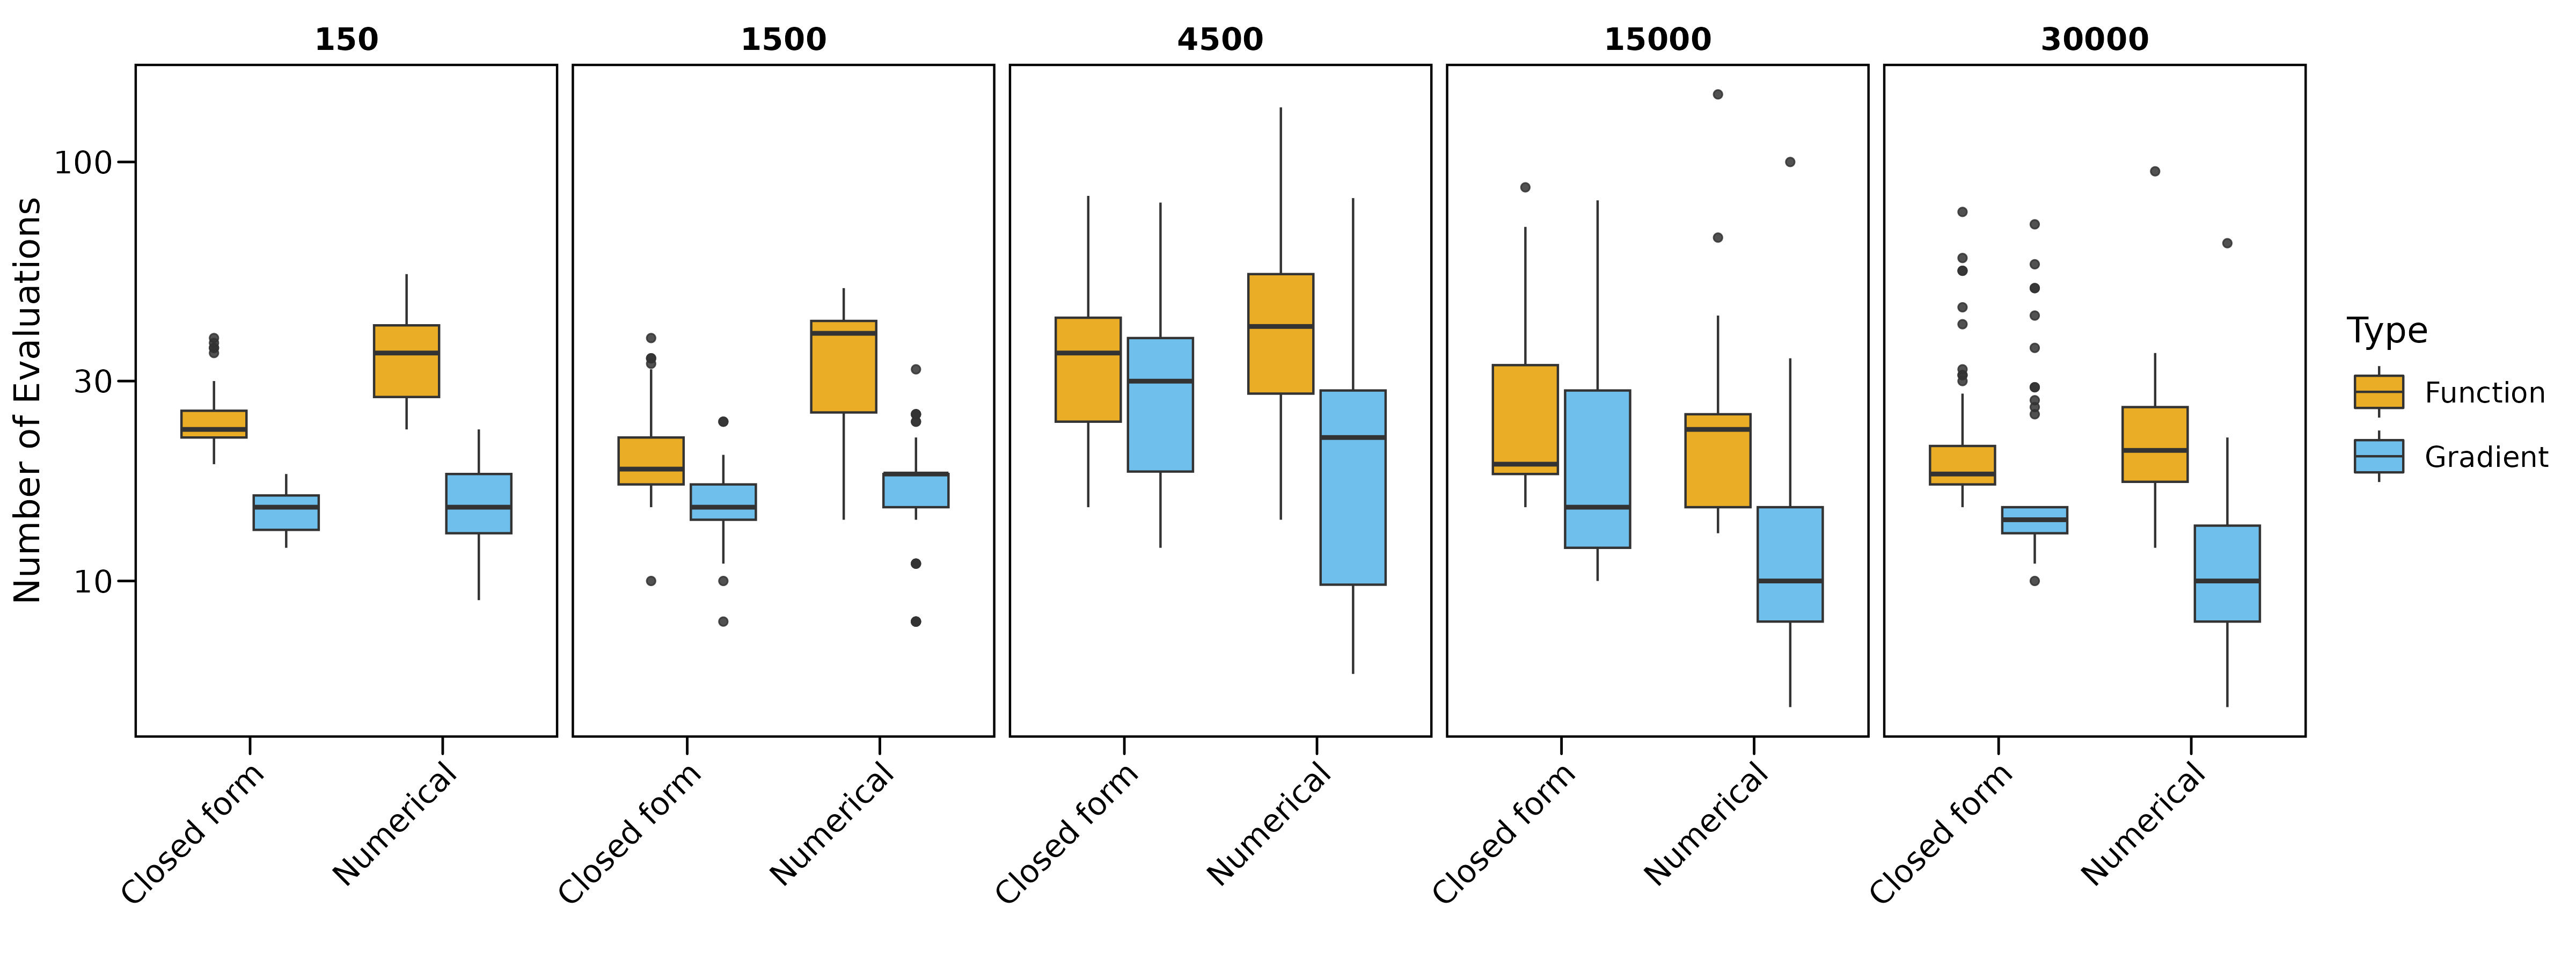 150 1500 4500 15000 30000
Number of Evaluations
100
30
10
Closed form Numerical Closed form Numerical Closed form Numerical Closed form Numerical Closed form Numerical
Type
Function
Gradient